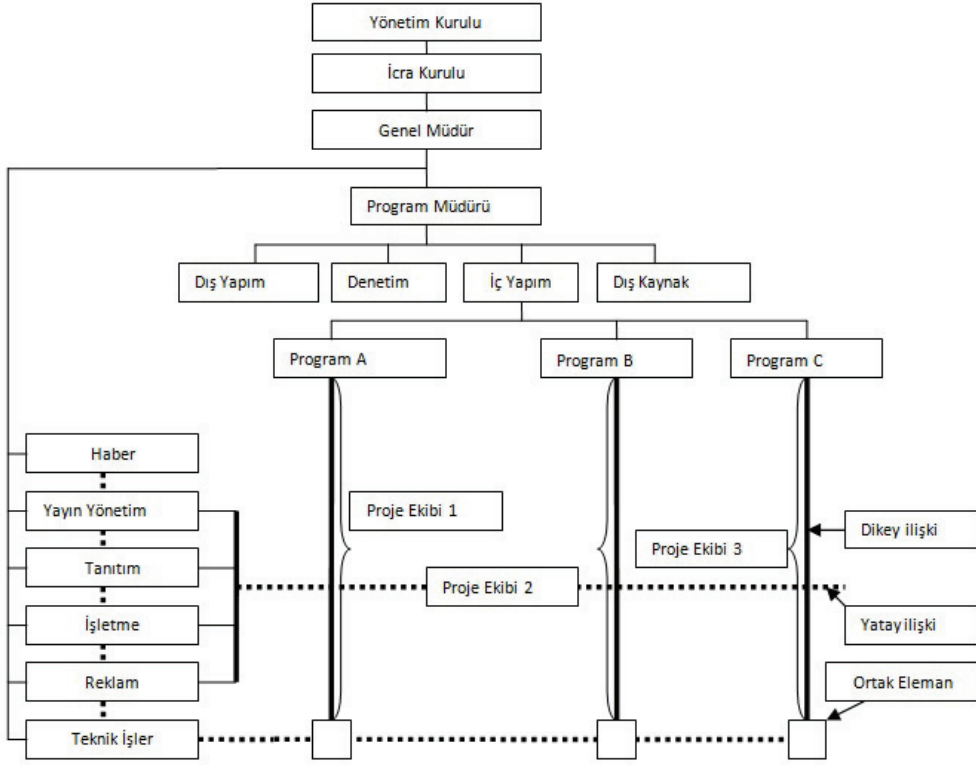 Yönetim Kurulu
İcra Kurulu
Genel Müdür
Program Müdürü
Dış Yapım
Denetim
İç Yapım
Dış Kaynak
Program A
Program B
Program C
Haber
Yayın Yönetim
Tanıtım
İşletme
Reklam
Teknik İşler
Proje Ekibi 1
Proje Ekibi 2
Proje Ekibi 3
Dikey ilişki
Yatay ilişki
Ortak Eleman